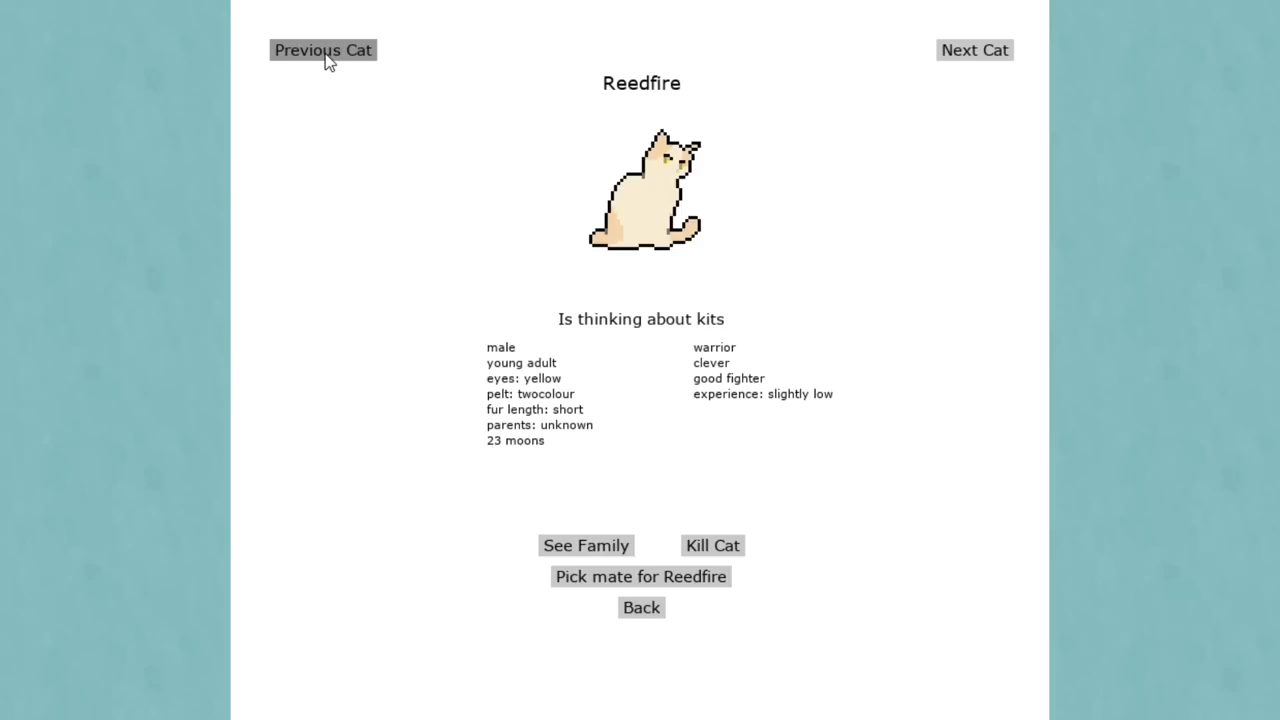 Previous Cat
Next Cat
Reedfire
Is thinking about kits
male
young adult
eyes: yellow
pelt: twocolour
fur length: short
parents: unknown
23 moons
warrior
clever
good fighter
experience: slightly low
See Family
Kill Cat
Pick mate for Reedfire
Back